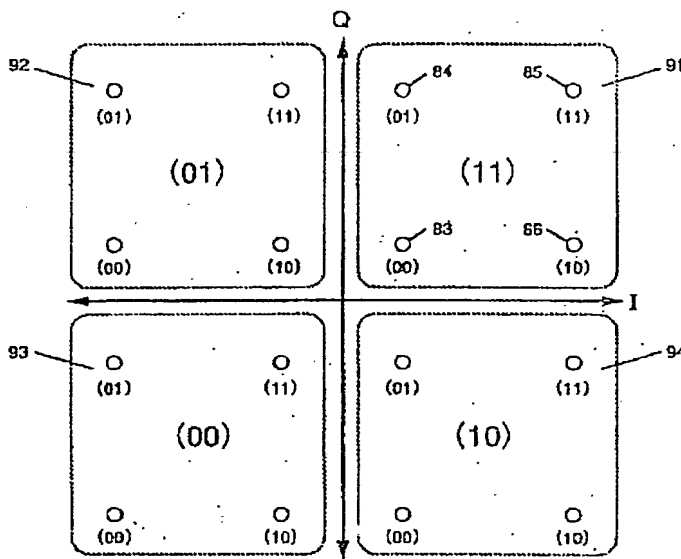 Q
92 84 85 91
(01) (11) (01) (11)
(01) (11)
83 86
(00) (10) (00) (10)
I
93 94
(01) (11) (01) (11)
(00) (10)
(00) (10) (00) (10)